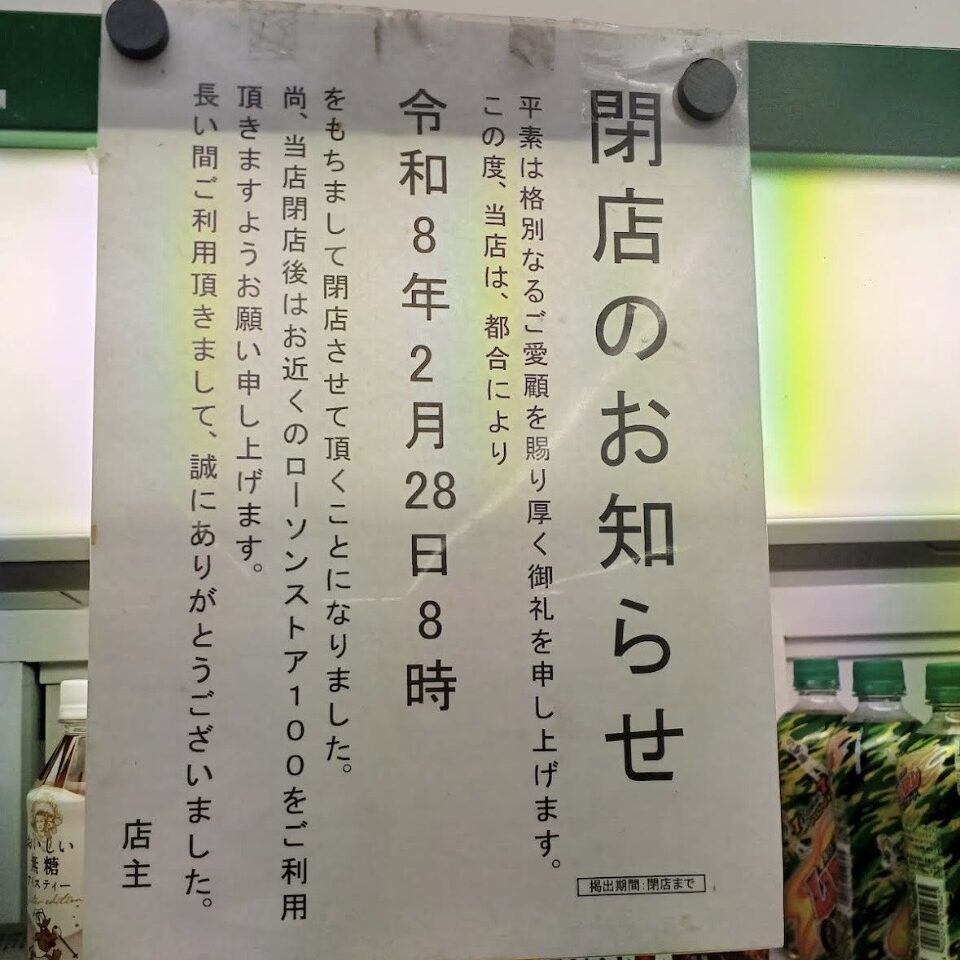 閉店のお知らせ
平素は格別なるご愛顧を賜り厚く御礼を申し上げます。
この度、当店は、都合により
令和8年2月28日8時
をもちまして閉店させて頂くことになりました。
尚、当店閉店後はお近くのローソンストア100をご利用
頂きますようお願い申し上げます。
長い間ご利用頂きまして、誠にありがとうございました。
店主
掲出期間:閉店まで
おいしい
無糖